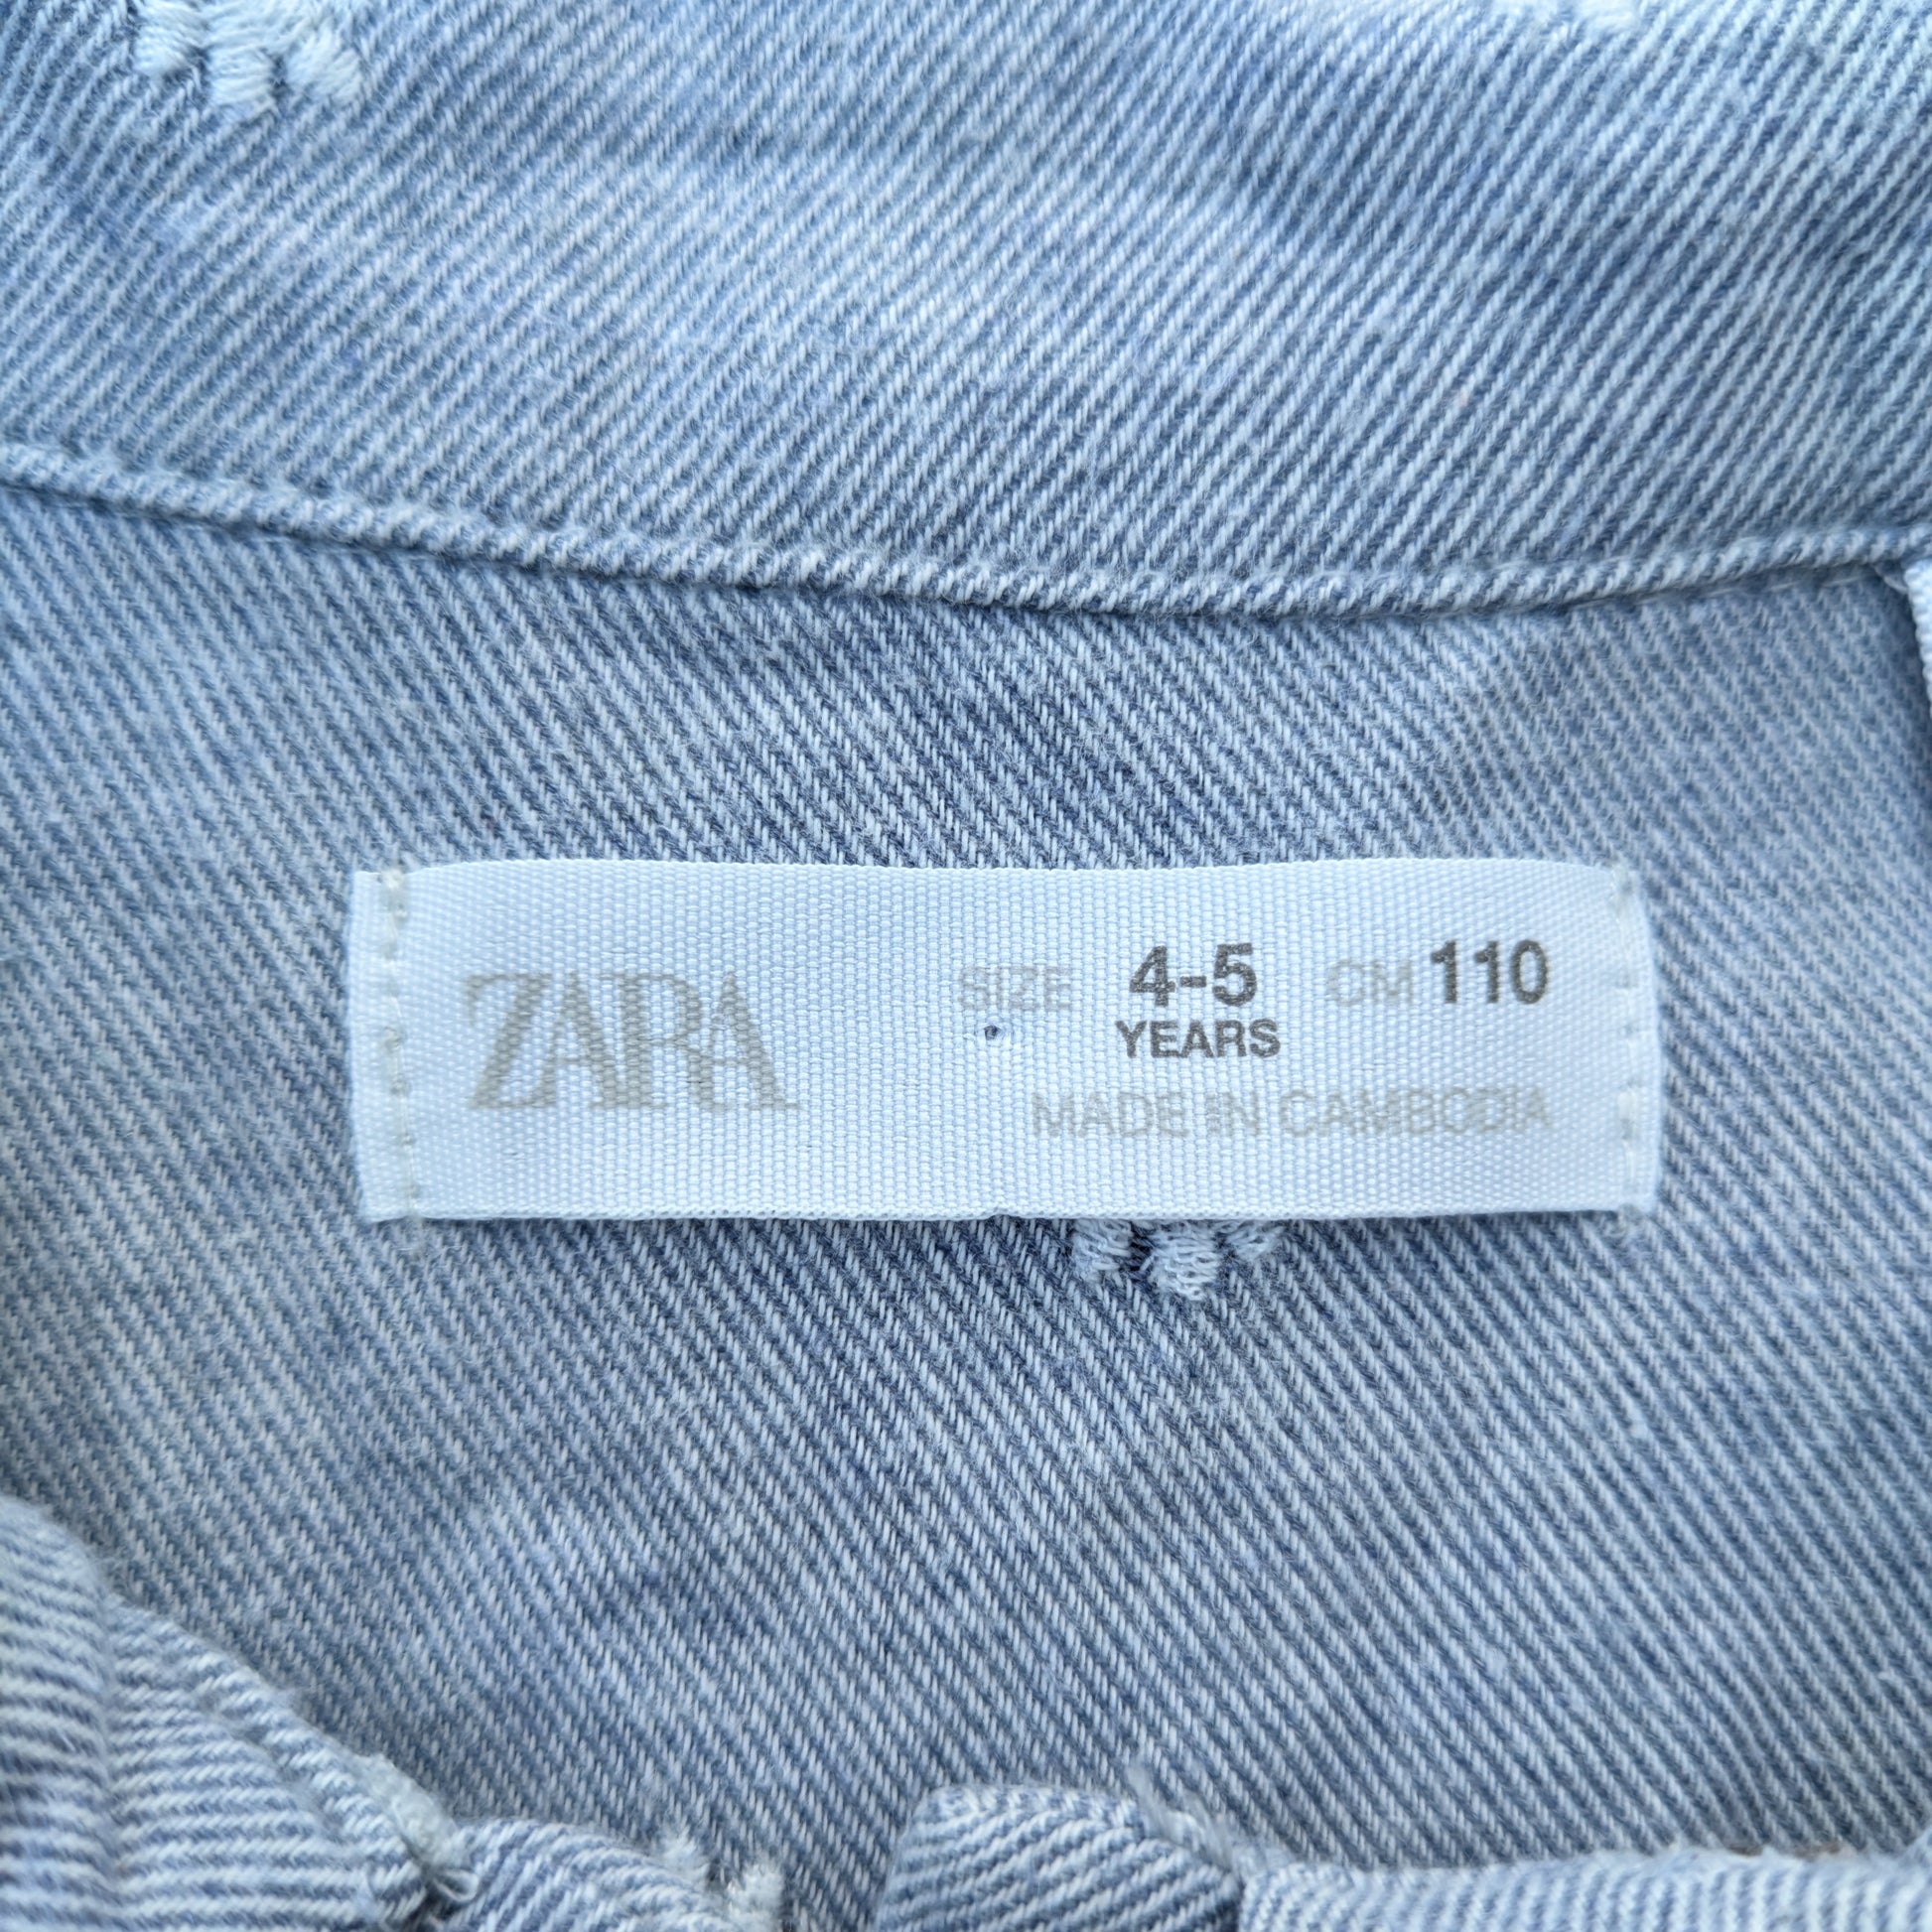 ZARA
SIZE 4-5 CM 110
YEARS
MADE IN CAMBODIA